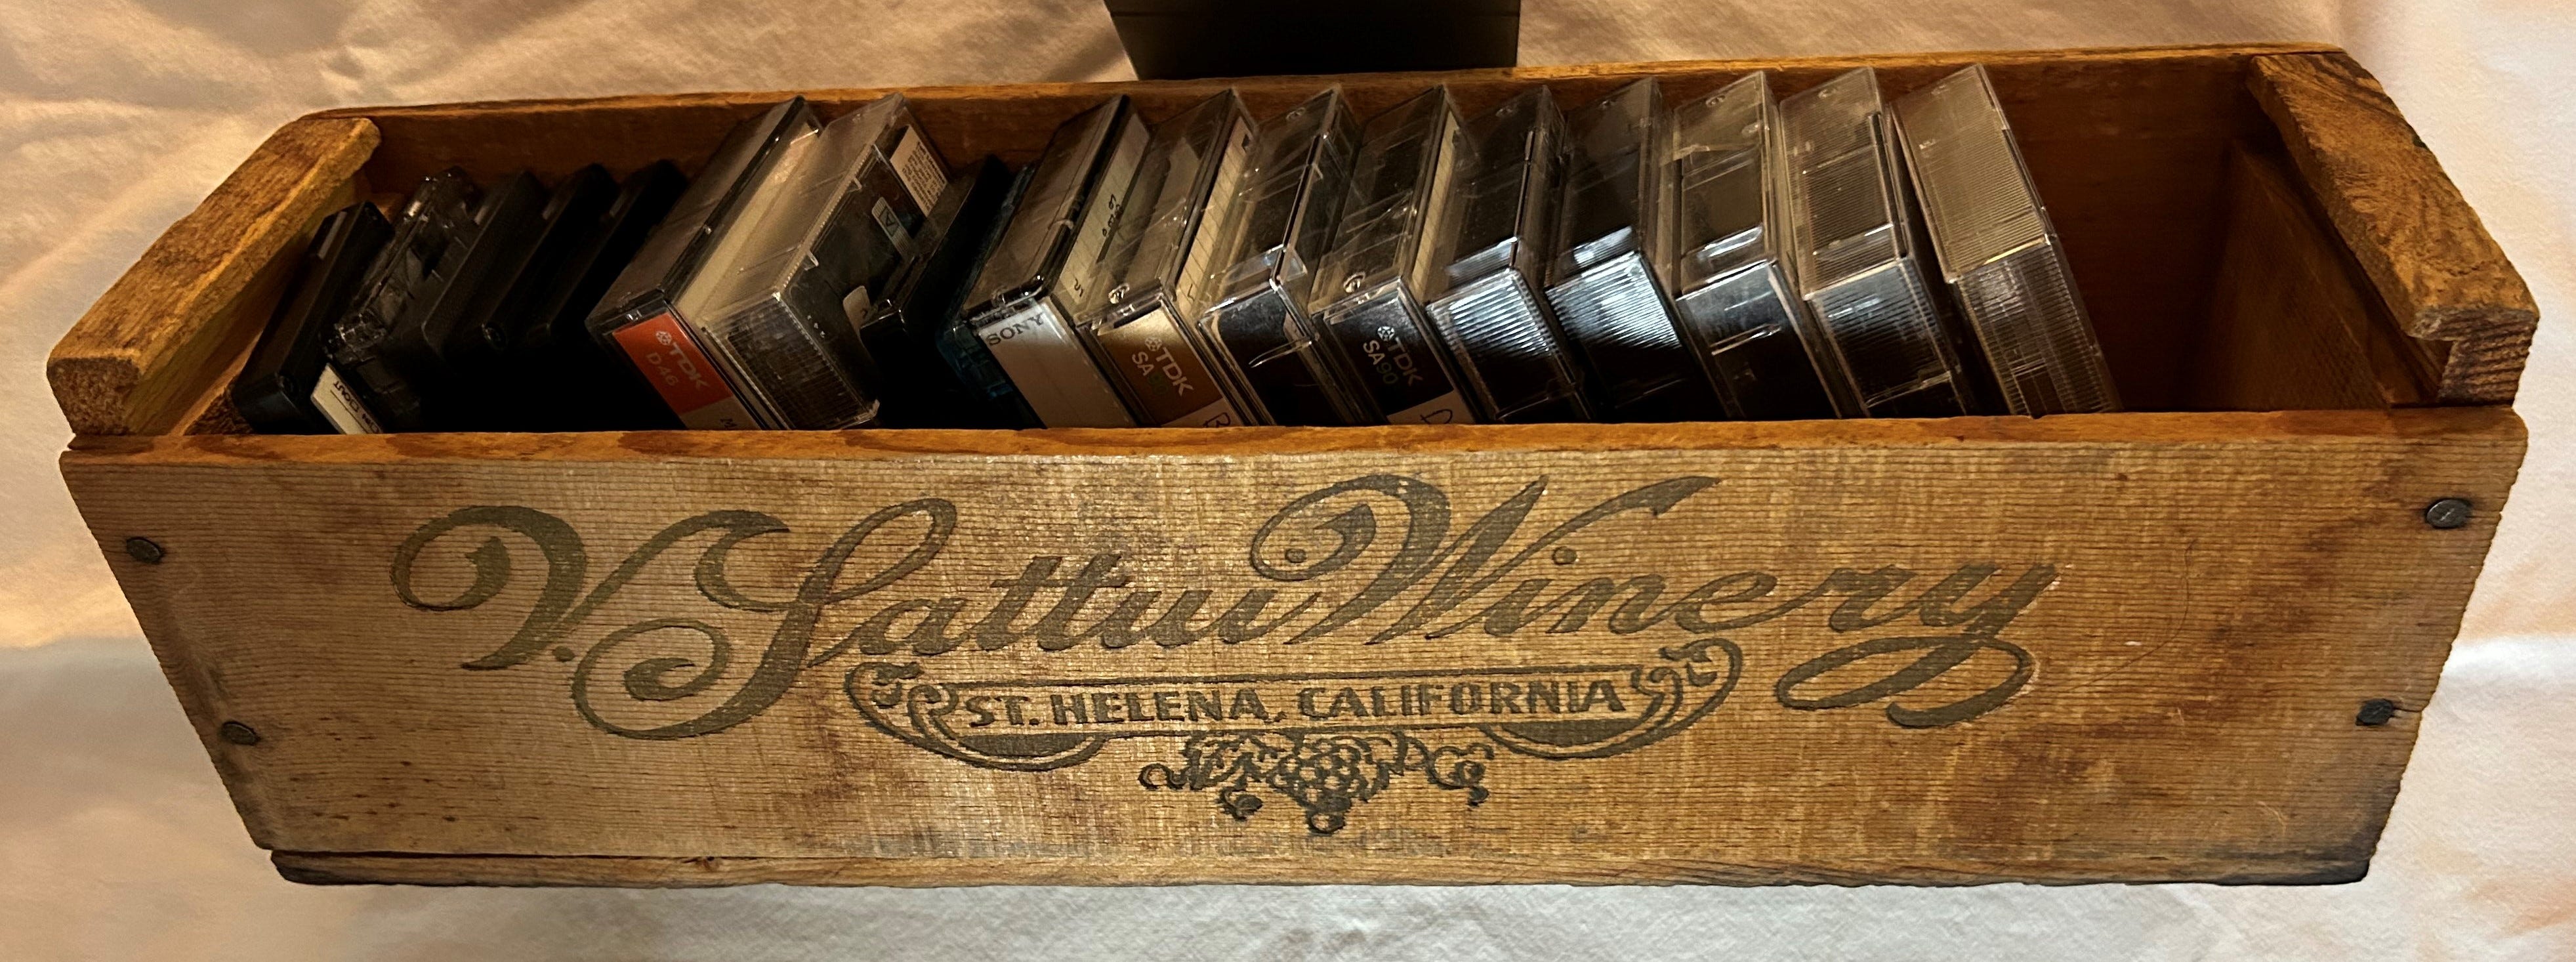 TDK
D46
SONY
TDK
SA
TDK
SA90
V. Sattui Winery
ST. HELENA, CALIFORNIA